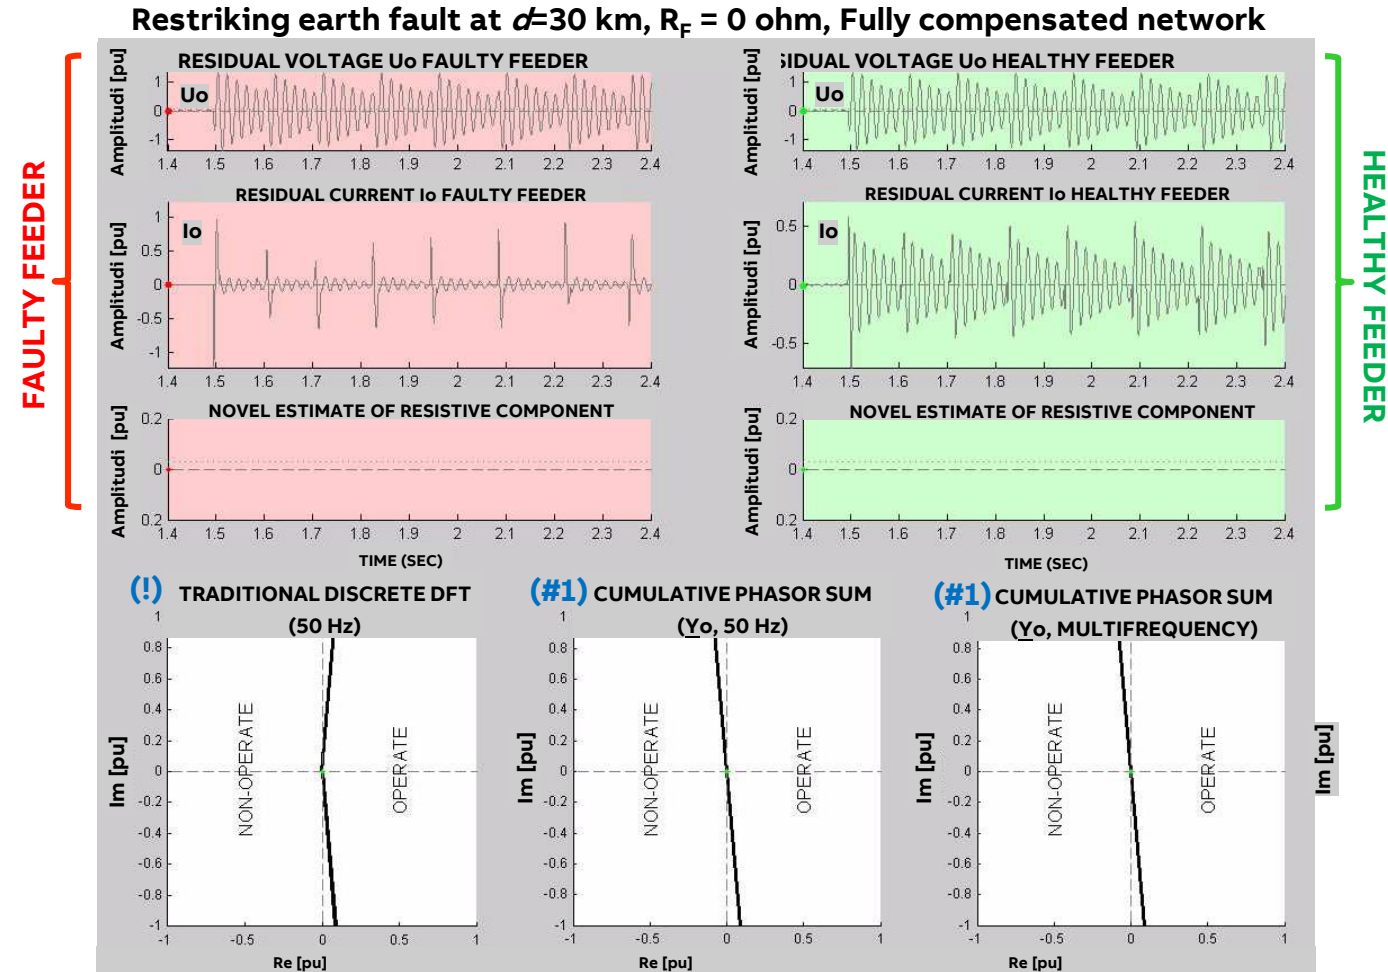 Restriking earth fault at d=30 km, RF = 0 ohm, Fully compensated network
FAULTY FEEDER
HEALTHY FEEDER
RESIDUAL VOLTAGE Uo FAULTY FEEDER
Amplitudi [pu]
Uo
1
0
-1
1.4 1.5 1.6 1.7 1.8 1.9 2 2.1 2.2 2.3 2.4
SIDUAL VOLTAGE Uo HEALTHY FEEDER
Amplitudi [pu]
Uo
1
0
-1
1.4 1.5 1.6 1.7 1.8 1.9 2 2.1 2.2 2.3 2.4
RESIDUAL CURRENT Io FAULTY FEEDER
Amplitudi [pu]
Io
1
0.5
0
-0.5
-1
1.4 1.5 1.6 1.7 1.8 1.9 2 2.1 2.2 2.3 2.4
RESIDUAL CURRENT Io HEALTHY FEEDER
Amplitudi [pu]
Io
0.5
0
-0.5
1.4 1.5 1.6 1.7 1.8 1.9 2 2.1 2.2 2.3 2.4
NOVEL ESTIMATE OF RESISTIVE COMPONENT
Amplitudi [pu]
0.2
0
0.2
1.4 1.5 1.6 1.7 1.8 1.9 2 2.1 2.2 2.3 2.4
TIME (SEC)
NOVEL ESTIMATE OF RESISTIVE COMPONENT
Amplitudi [pu]
0.2
0
0.2
1.4 1.5 1.6 1.7 1.8 1.9 2 2.1 2.2 2.3 2.4
TIME (SEC)
(!) TRADITIONAL DISCRETE DFT
(50 Hz)
1
0.8
0.6
0.4
0.2
0
-0.2
-0.4
-0.6
-0.8
-1
Im [pu]
NON-OPERATE
OPERATE
-1 -0.5 0 0.5 1
Re [pu]
(#1) CUMULATIVE PHASOR SUM
(Yo, 50 Hz)
1
0.8
0.6
0.4
0.2
0
-0.2
-0.4
-0.6
-0.8
-1
Im [pu]
NON-OPERATE
OPERATE
-1 -0.5 0 0.5 1
Re [pu]
(#1) CUMULATIVE PHASOR SUM
(Yo, MULTIFREQUENCY)
1
0.8
0.6
0.4
0.2
0
-0.2
-0.4
-0.6
-0.8
-1
Im [pu]
NON-OPERATE
OPERATE
-1 -0.5 0 0.5 1
Re [pu]
Im [pu]